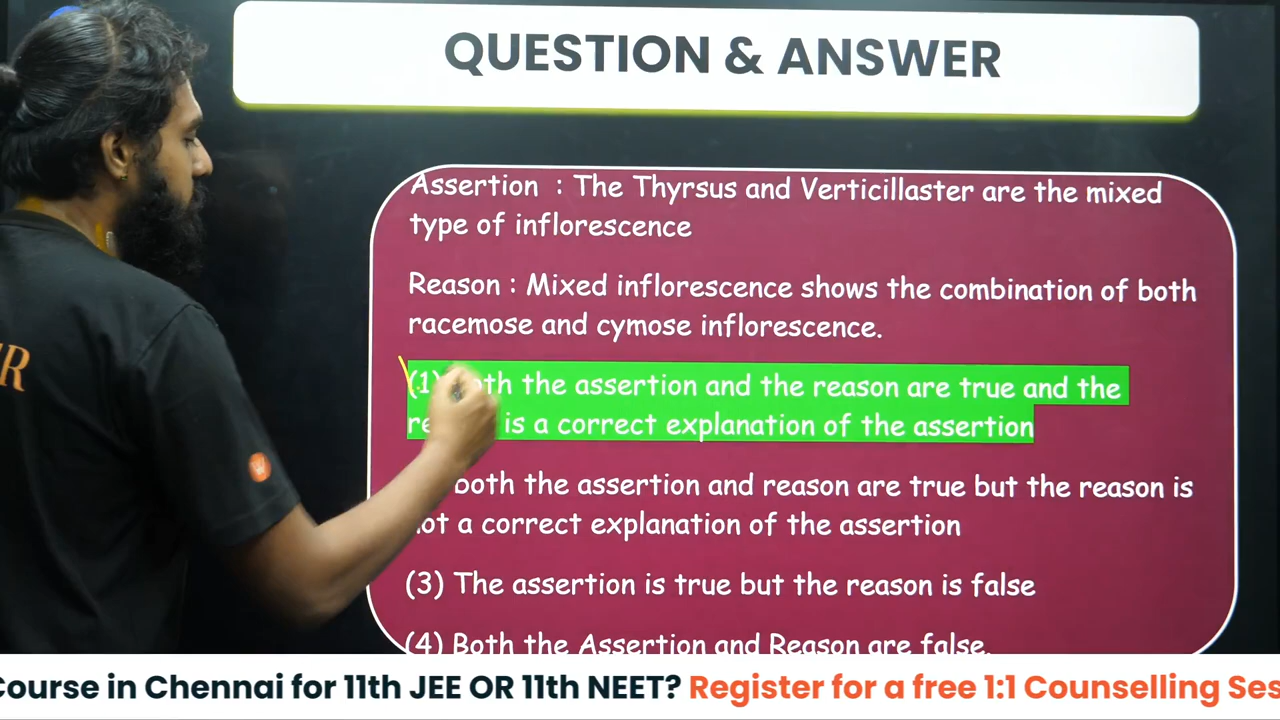 QUESTION & ANSWER
Assertion : The Thyrsus and Verticillaster are the mixed
type of inflorescence
Reason : Mixed inflorescence shows the combination of both
racemose and cymose inflorescence.
(1) the assertion and the reason are true and the
is a correct explanation of the assertion
both the assertion and reason are true but the reason is
a correct explanation of the assertion
(3) The assertion is true but the reason is false
(4) Both the Assertion and Reason are false.
Course in Chennai for 11th JEE OR 11th NEET? Register for a free 1:1 Counselling